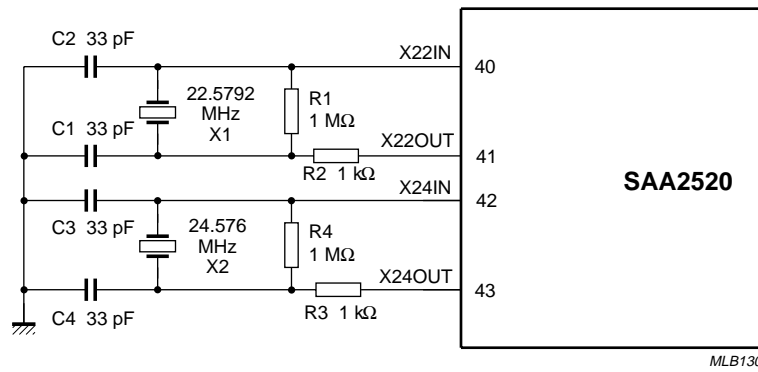 C2 33 pF
X22IN
40
22.5792
MHz
X1
R1
1 MΩ
C1 33 pF
X22OUT
41
R2 1 kΩ
X24IN
42
SAA2520
C3 33 pF
24.576
MHz
X2
R4
1 MΩ
X24OUT
43
C4 33 pF
R3 1 kΩ
MLB130